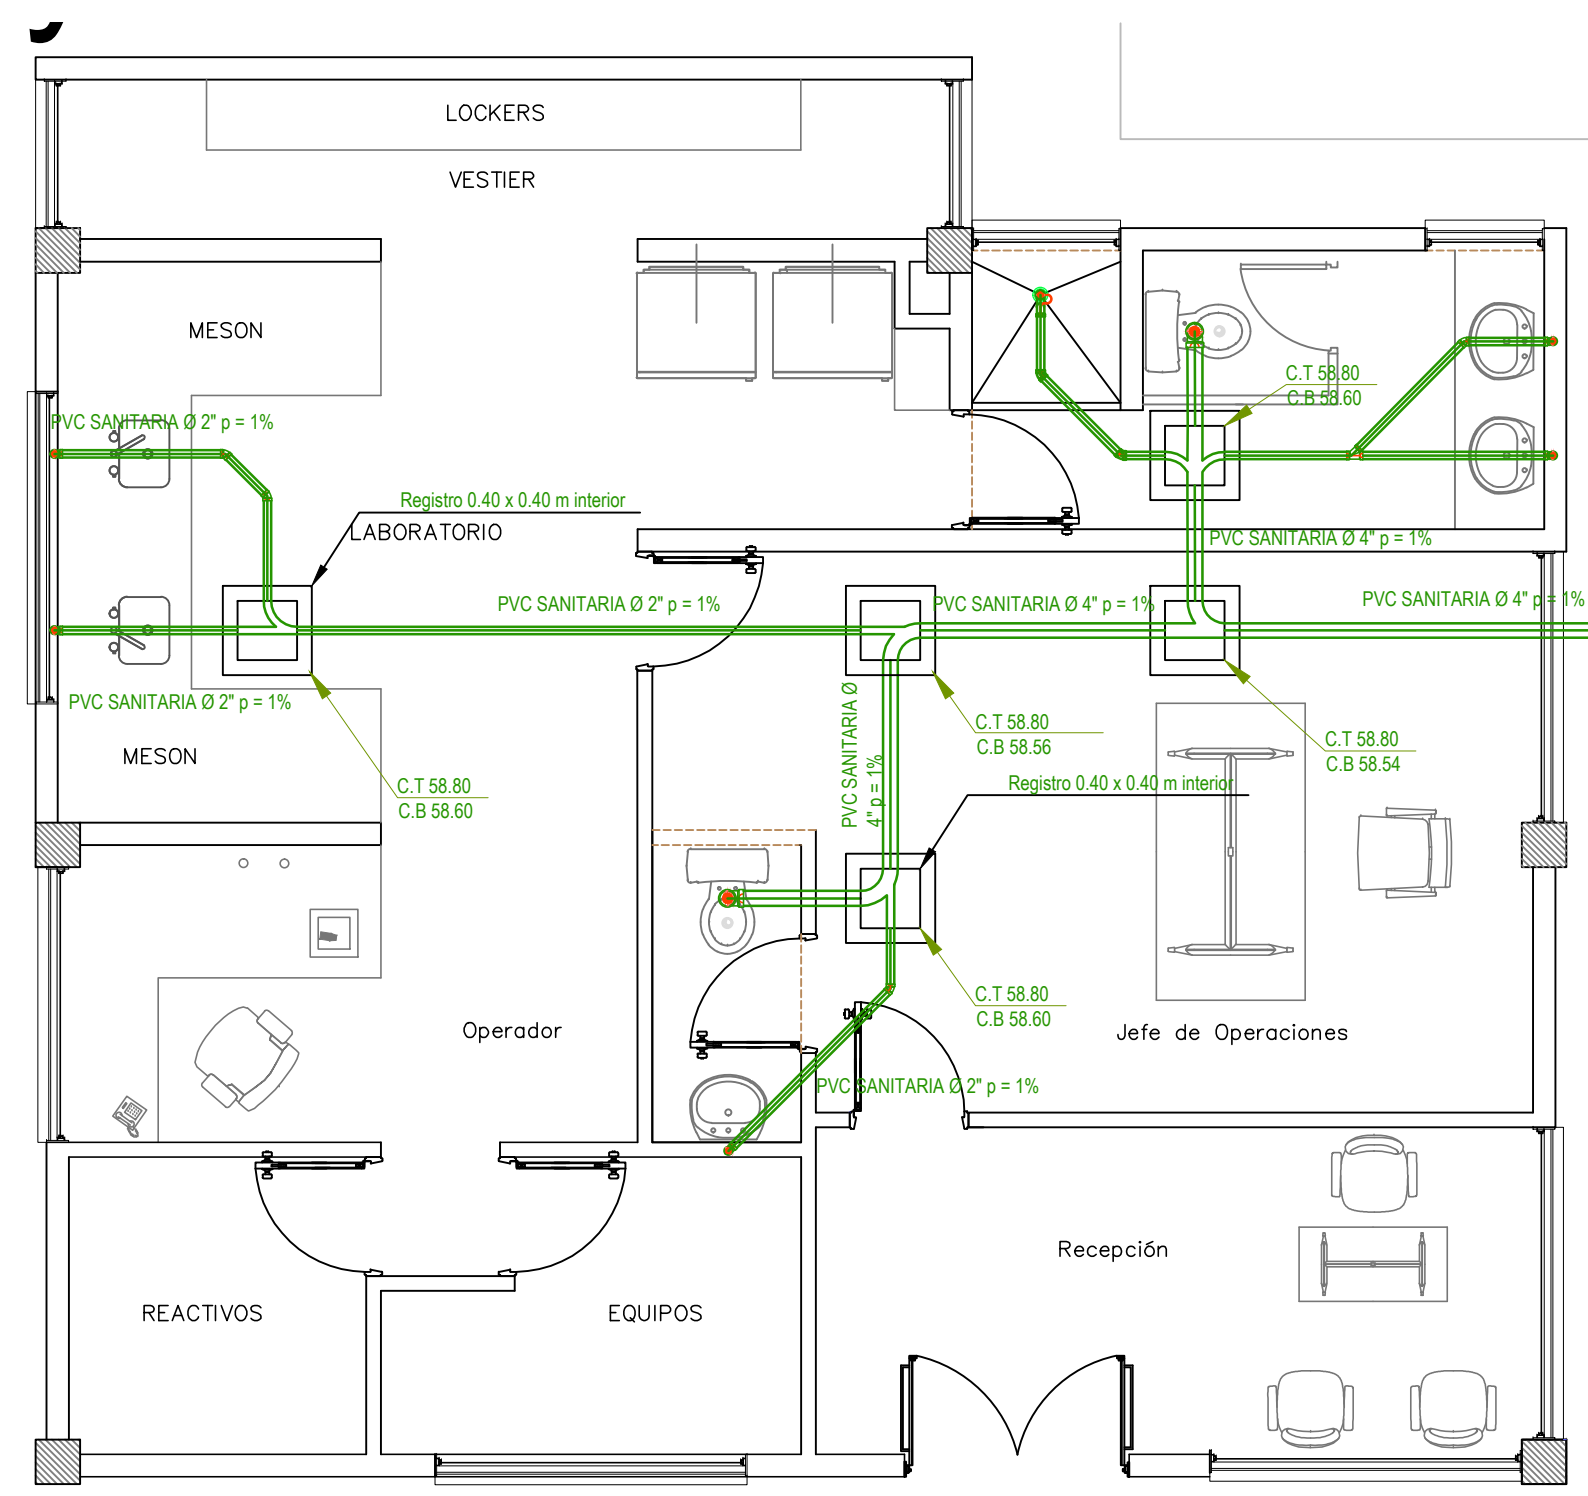 LOCKERS
VESTIER
MESON
C.T 58.80
C.B 58.60
PVC SANITARIA Ø 2" p = 1%
Registro 0.40 x 0.40 m interior
LABORATORIO
PVC SANITARIA Ø 4" p = 1%
PVC SANITARIA Ø 2" p = 1%
PVC SANITARIA Ø 4" p = 1%
PVC SANITARIA Ø 4" p = 1%
PVC SANITARIA Ø 2" p = 1%
PVC SANITARIA Ø
4" p = 1%
C.T 58.80
C.B 58.56
C.T 58.80
C.B 58.54
MESON
C.T 58.80
C.B 58.60
Registro 0.40 x 0.40 m interior
C.T 58.80
C.B 58.60
Operador
Jefe de Operaciones
PVC SANITARIA Ø 2" p = 1%
Recepción
REACTIVOS
EQUIPOS